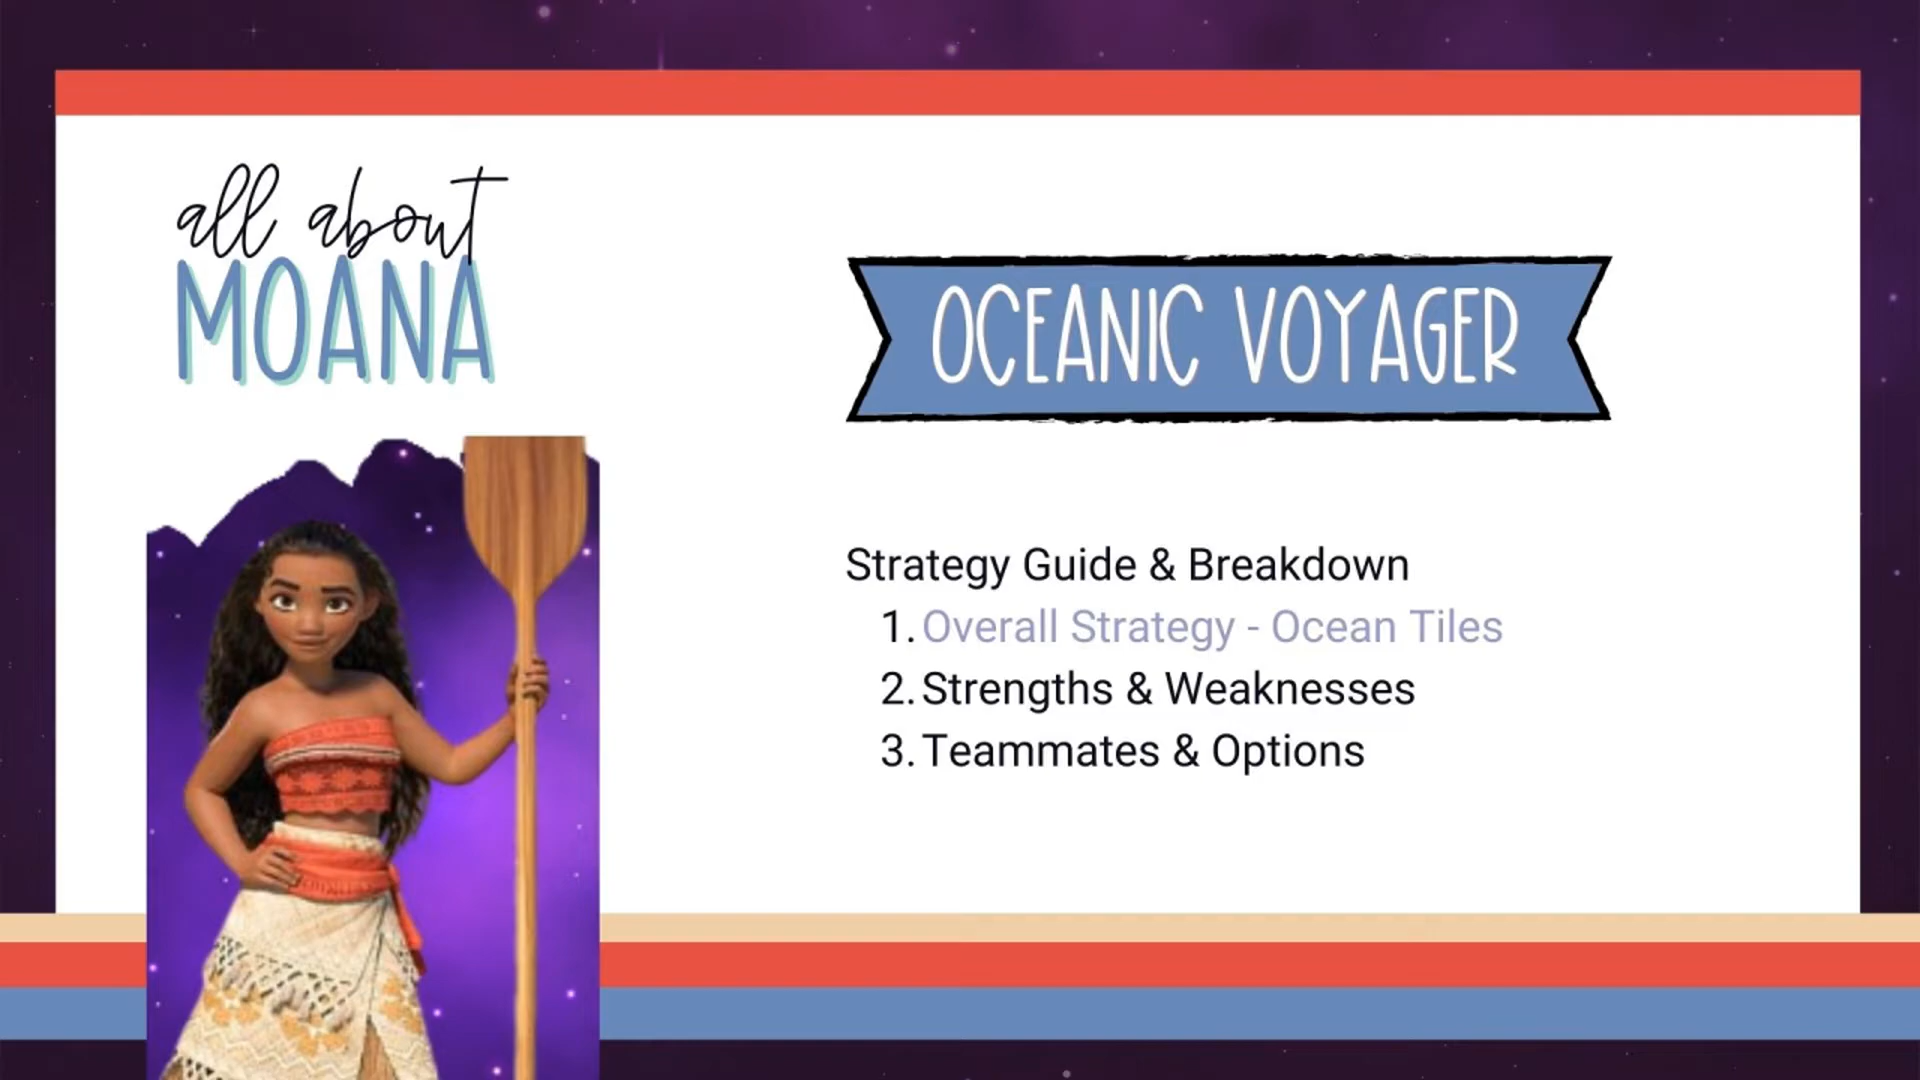 all about
MOANA
OCEANIC VOYAGER
Strategy Guide & Breakdown
1. Overall Strategy - Ocean Tiles
2. Strengths & Weaknesses
3. Teammates & Options